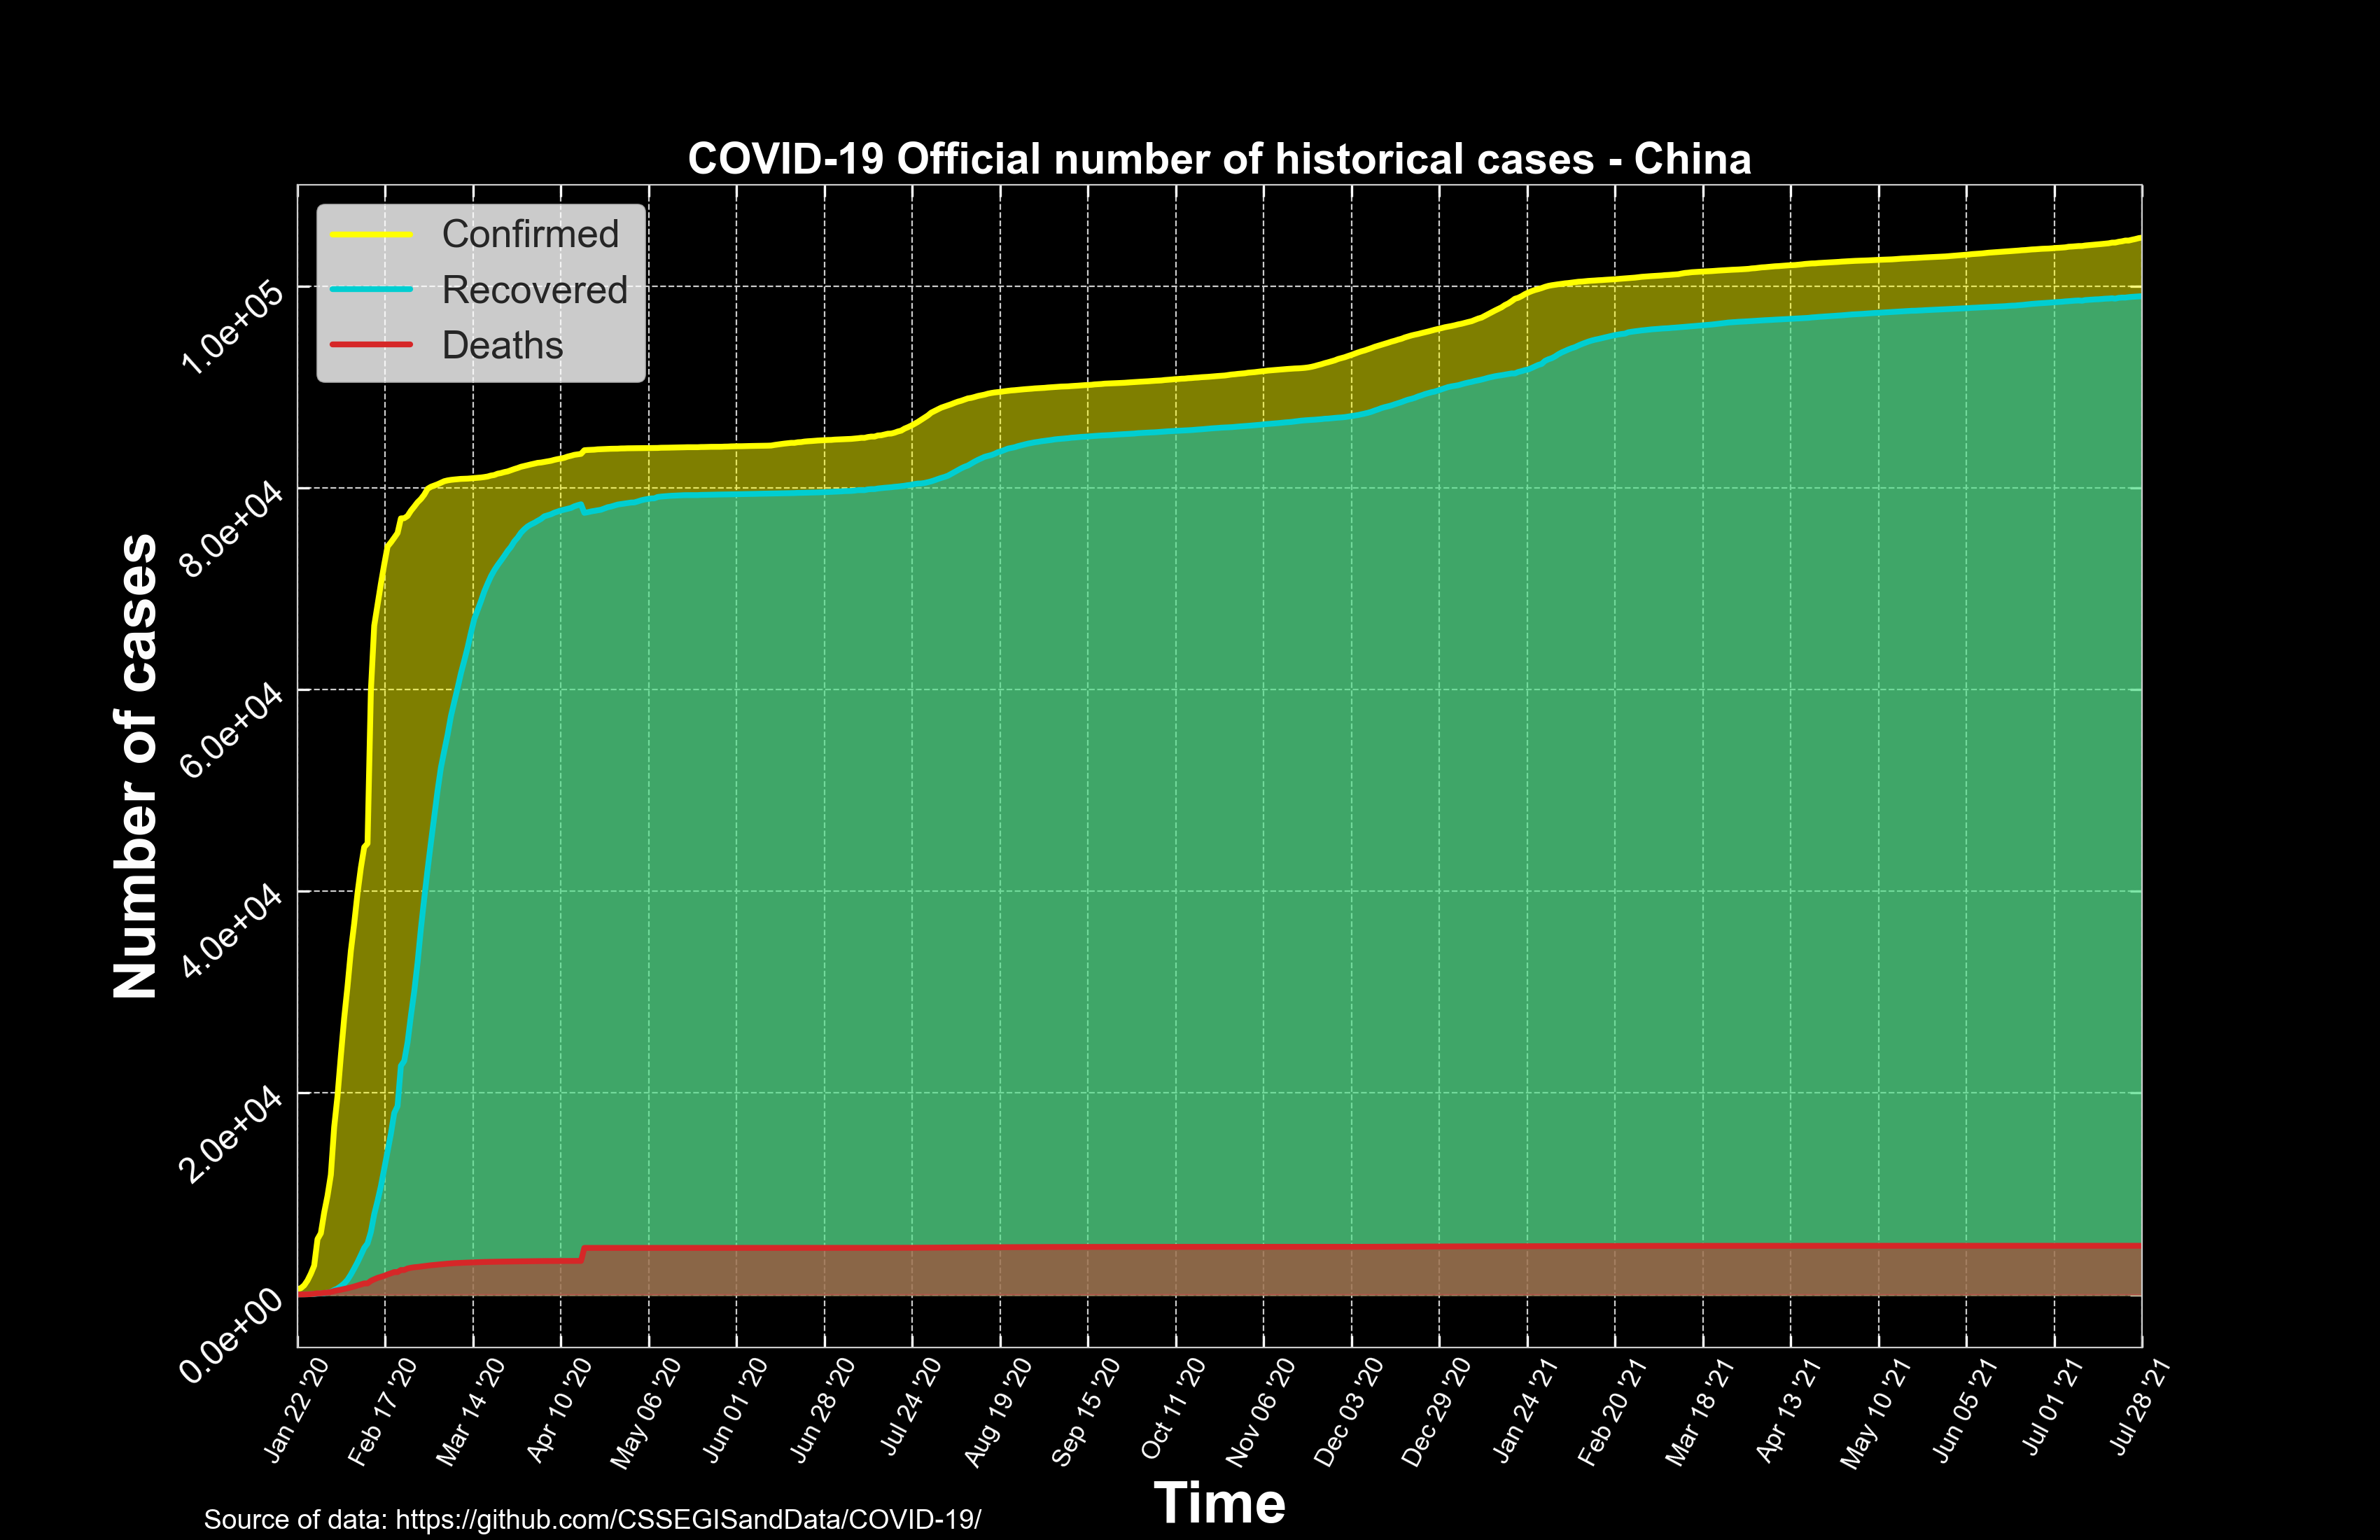 COVID-19 Official number of historical cases - China
Confirmed
Recovered
Deaths
Number of cases
1.0e+05
8.0e+04
6.0e+04
4.0e+04
2.0e+04
0.0e+00
Jan 22 '20
Feb 17 '20
Mar 14 '20
Apr 10 '20
May 06 '20
Jun 01 '20
Jun 28 '20
Jul 24 '20
Aug 19 '20
Sep 15 '20
Oct 11 '20
Nov 06 '20
Dec 03 '20
Dec 29 '20
Jan 24 '21
Feb 20 '21
Mar 18 '21
Apr 13 '21
May 10 '21
Jun 05 '21
Jul 01 '21
Jul 28 '21
Time
Source of data: https://github.com/CSSEGISandData/COVID-19/